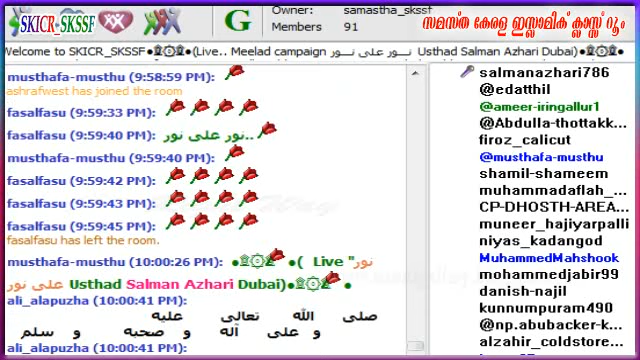 SKICR_SKSSF
G
Owner: samastha_skssf
Members 91
സമസ്ത കേരള ഇസ്ലാമിക് ക്ലാസ്സ് റൂം
Welcome to SKICR_SKSSF●۩۞۩●(Live.. Meelad campaign نور على نور Usthad Salman Azhari Dubai)●۩۞۩●
musthafa-musthu (9:58:59 PM):
ashrafwest has joined the room
fasalfasu (9:59:33 PM):
fasalfasu (9:59:40 PM): نور على نور..
musthafa-musthu (9:59:40 PM):
fasalfasu (9:59:42 PM):
fasalfasu (9:59:43 PM):
fasalfasu (9:59:45 PM):
fasalfasu has left the room.
musthafa-musthu (10:00:26 PM): ●۩۞۩●( Live "نور
على نور Usthad Salman Azhari Dubai)●۩۞۩●
ali_alapuzha (10:00:41 PM):
صلى الله تعالى عليه
و على آله و صحبه و سلم
ali_alapuzha (10:00:41 PM):
salmanazhari786
@edatthil
@ameer-iringallur1
@Abdulla-thottakk...
firoz_calicut
@musthafa-musthu
shamil-shameem
muhammadaflah_...
CP-DHOSTH-AREA...
muneer_hajiyarpalli
niyas_kadangod
MuhammedMahshook
mohammedjabir99
danish-najil
kunnumpuram490
@np.abubacker-k...
alzahir_coldstore...